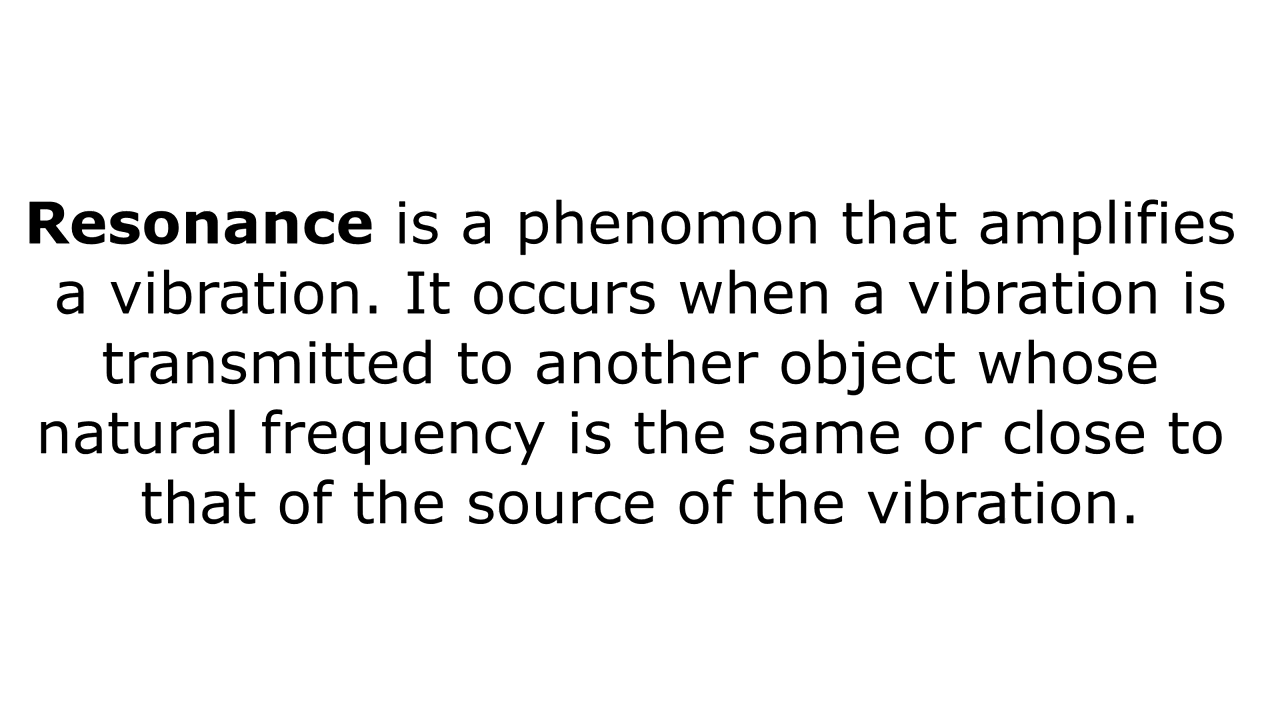 Resonance is a phenomon that amplifies
a vibration. It occurs when a vibration is
transmitted to another object whose
natural frequency is the same or close to
that of the source of the vibration.